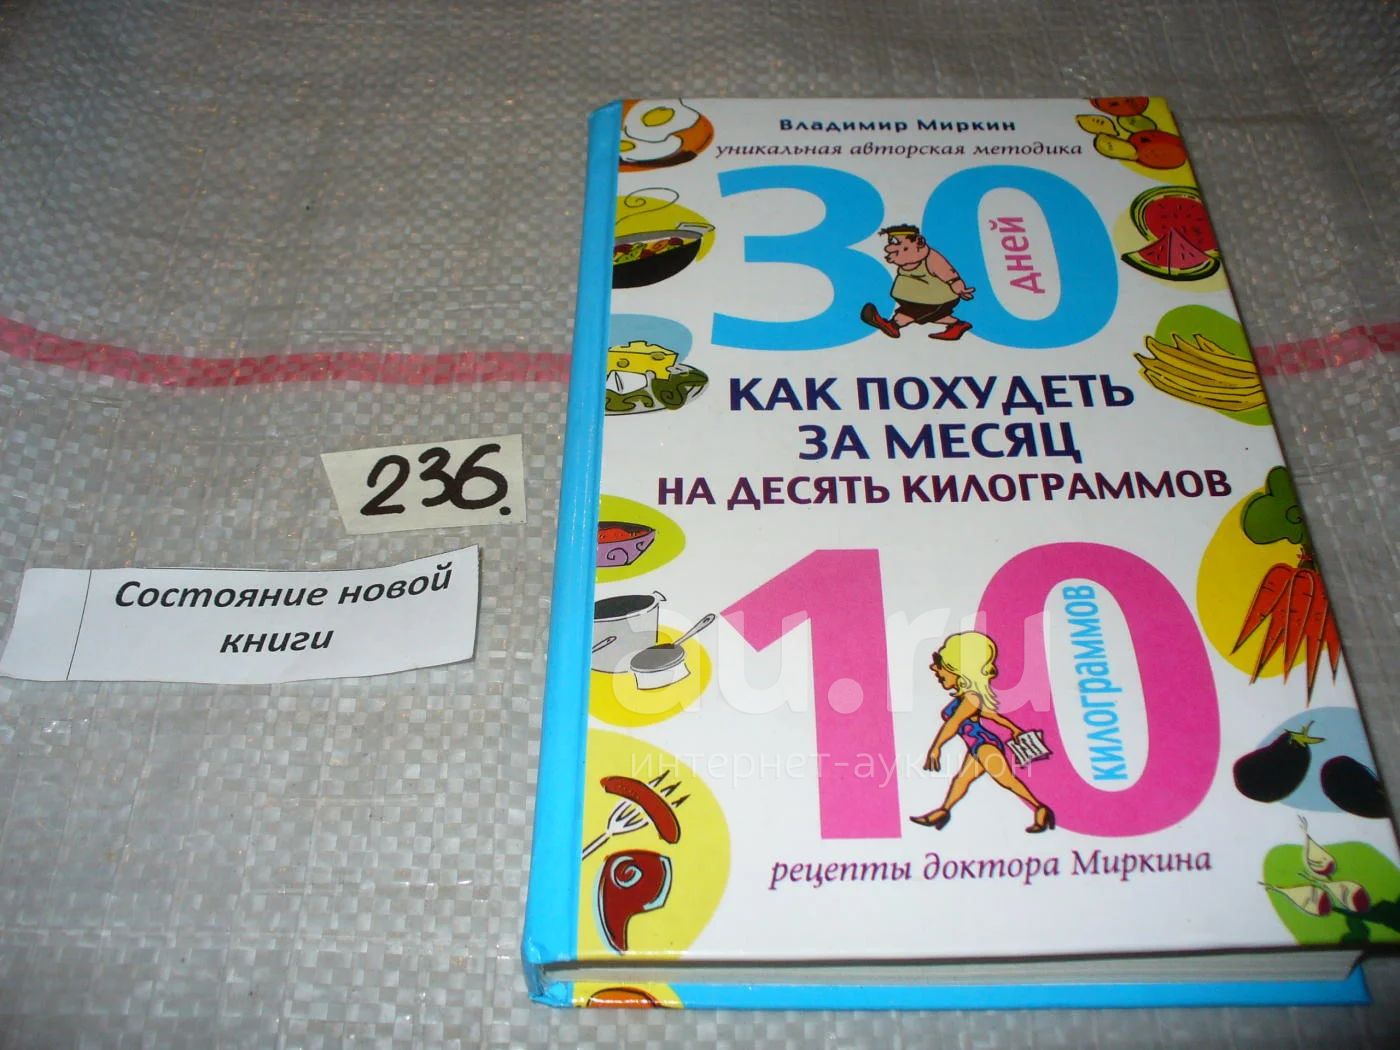 Владимир Миркин
уникальная авторская методика
30
дней
КАК ПОХУДЕТЬ
ЗА МЕСЯЦ
НА ДЕСЯТЬ КИЛОГРАММОВ
10
килограммов
рецепты доктора Миркина
236.
Состояние новой
книги
au.ru
интернет-аукцион